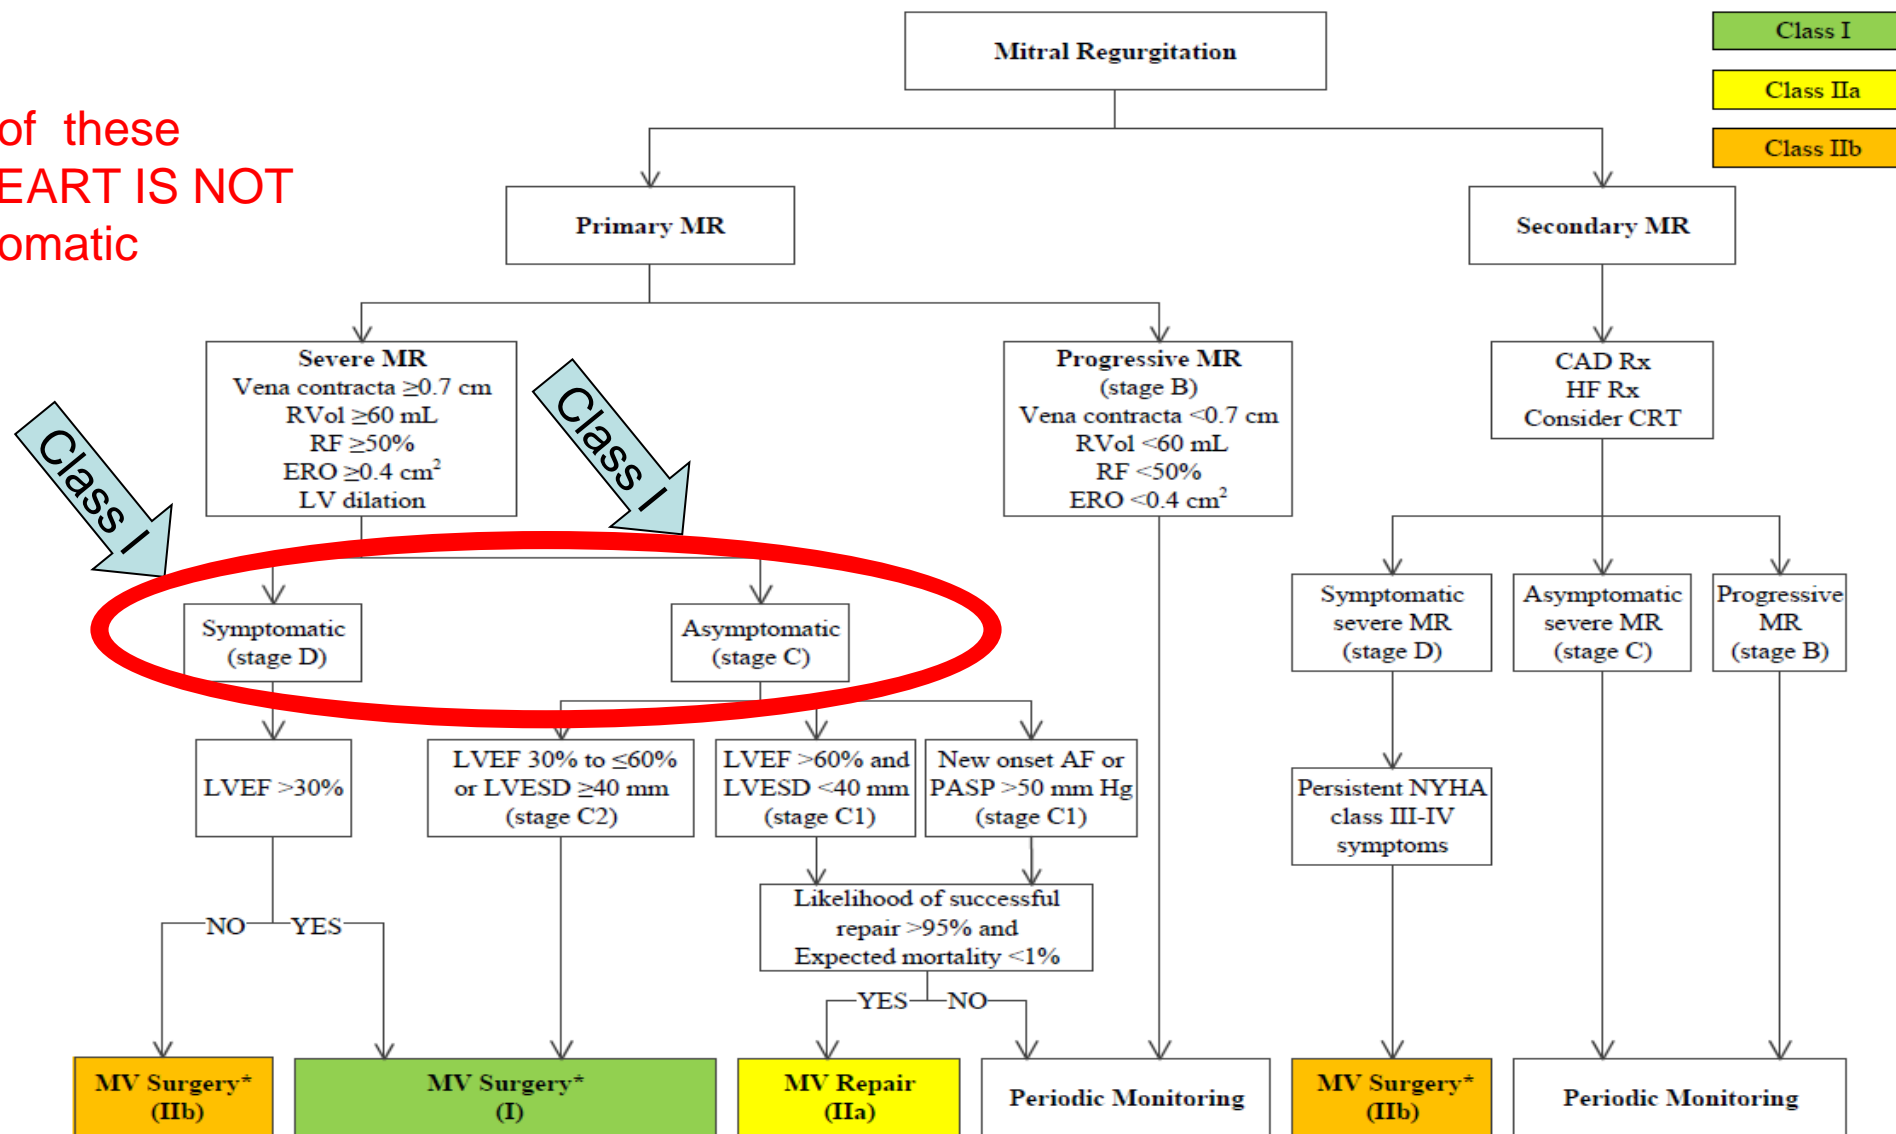 Mitral Regurgitation
Class I
Class IIa
Class IIb
of these
EART IS NOT
omatic
Primary MR
Secondary MR
Severe MR
Vena contracta ≥0.7 cm
RVol ≥60 mL
RF ≥50%
ERO ≥0.4 cm²
LV dilation
Progressive MR
(stage B)
Vena contracta <0.7 cm
RVol <60 mL
RF <50%
ERO <0.4 cm²
CAD Rx
HF Rx
Consider CRT
Class I
Class I
Symptomatic
(stage D)
Asymptomatic
(stage C)
Symptomatic
severe MR
(stage D)
Asymptomatic
severe MR
(stage C)
Progressive
MR
(stage B)
LVEF >30%
LVEF 30% to ≤60%
or LVESD ≥40 mm
(stage C2)
LVEF >60% and
LVESD <40 mm
(stage C1)
New onset AF or
PASP >50 mm Hg
(stage C1)
Persistent NYHA
class III-IV
symptoms
Likelihood of successful
repair >95% and
Expected mortality <1%
NO YES
YES NO
MV Surgery*
(IIb)
MV Surgery*
(I)
MV Repair
(IIa)
Periodic Monitoring
MV Surgery*
(IIb)
Periodic Monitoring